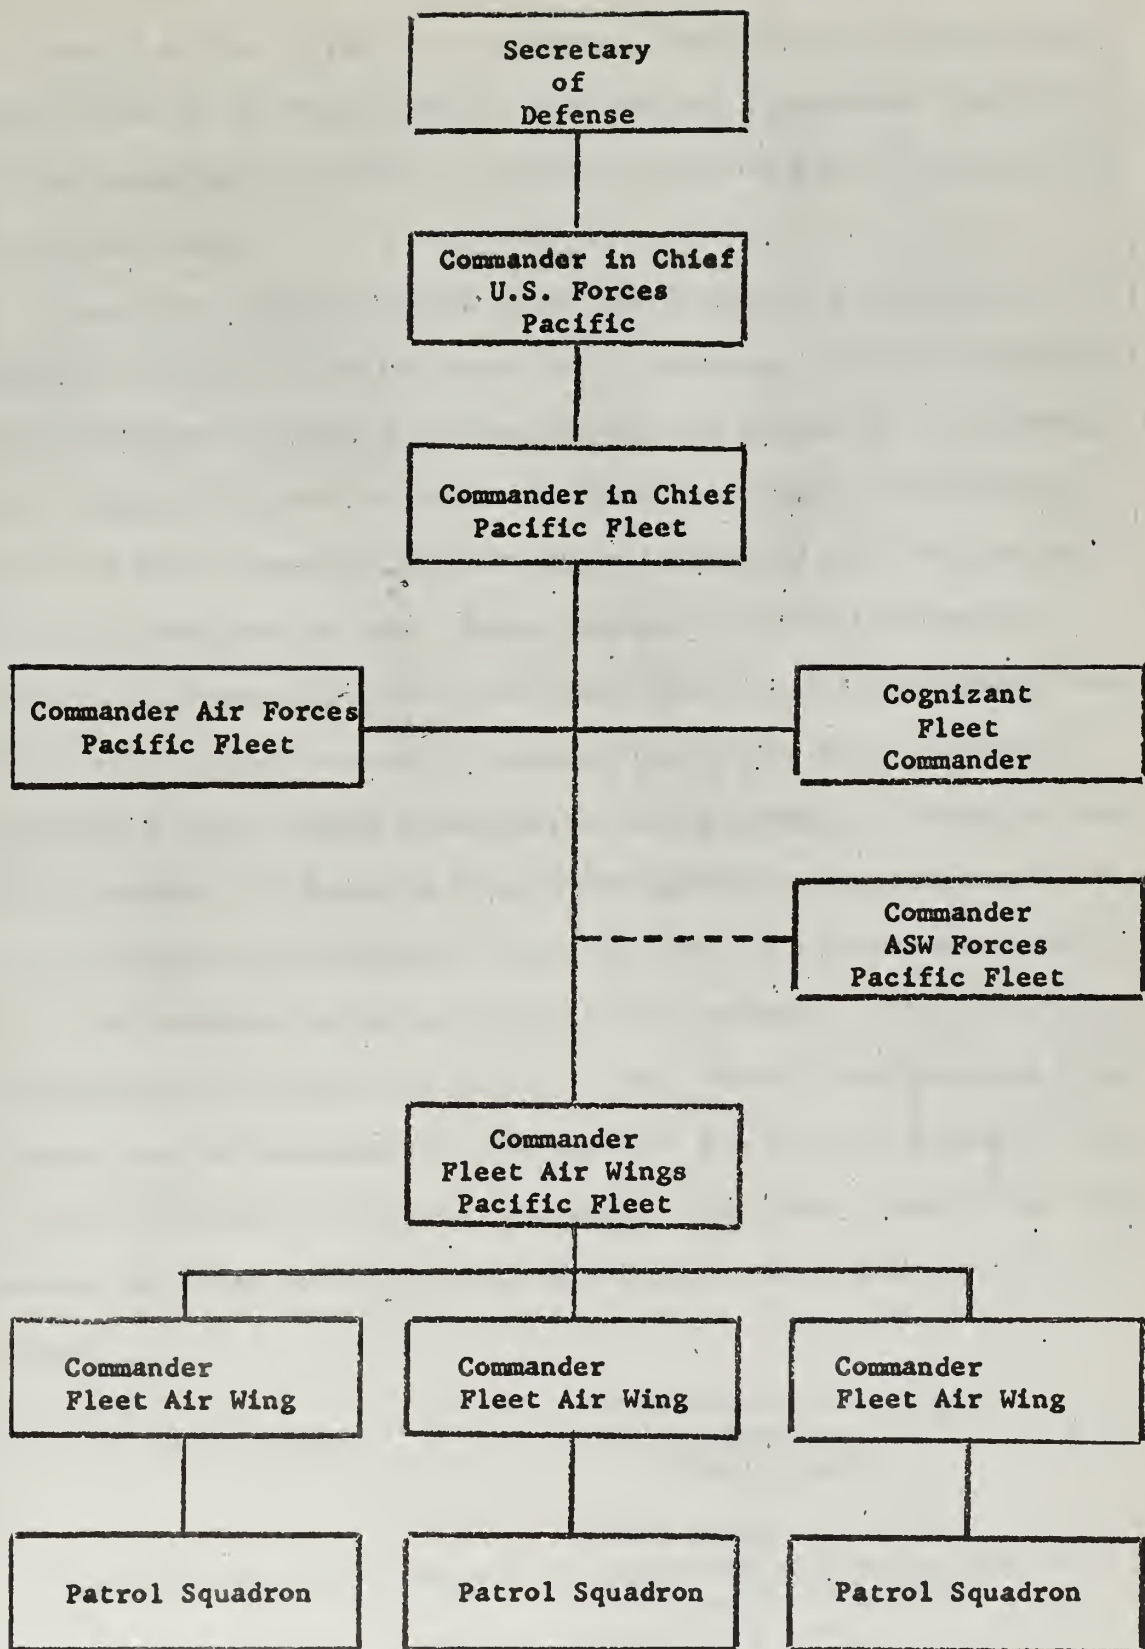 Secretary
of
Defense
Commander in Chief
U.S. Forces
Pacific
Commander in Chief
Pacific Fleet
Commander Air Forces
Pacific Fleet
Cognizant
Fleet
Commander
Commander
ASW Forces
Pacific Fleet
Commander
Fleet Air Wings
Pacific Fleet
Commander
Fleet Air Wing
Commander
Fleet Air Wing
Commander
Fleet Air Wing
Patrol Squadron
Patrol Squadron
Patrol Squadron